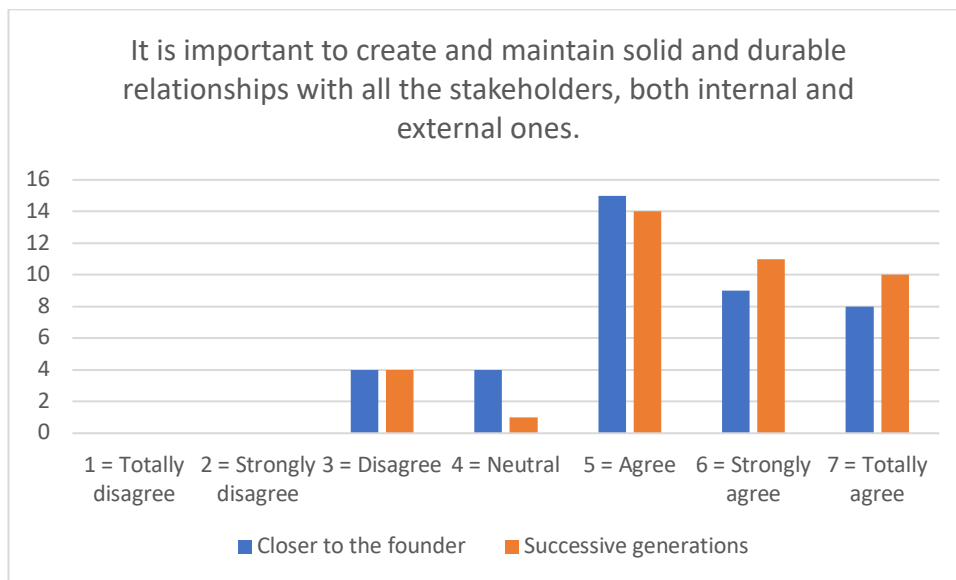 It is important to create and maintain solid and durable
relationships with all the stakeholders, both internal and
external ones.
16
14
12
10
8
6
4
2
0
1 = Totally disagree
2 = Strongly disagree
3 = Disagree
4 = Neutral
5 = Agree
6 = Strongly agree
7 = Totally agree
Closer to the founder
Successive generations